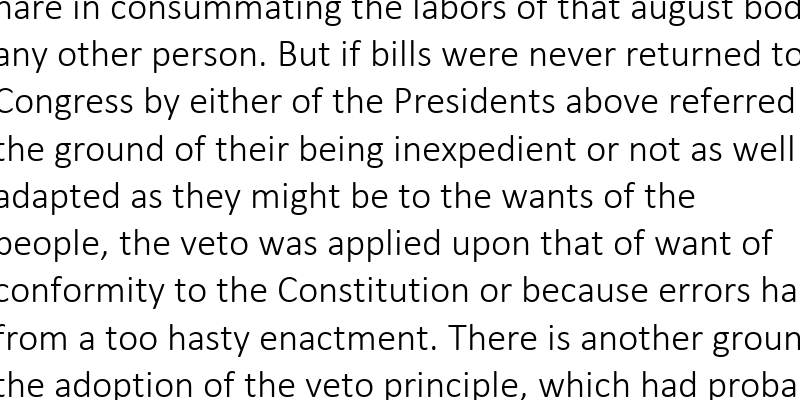 hare in consummating the labors of that august bod
any other person. But if bills were never returned to
Congress by either of the Presidents above referred
the ground of their being inexpedient or not as well
adapted as they might be to the wants of the
people, the veto was applied upon that of want of
conformity to the Constitution or because errors ha
from a too hasty enactment. There is another groun
the adoption of the veto principle, which had proba